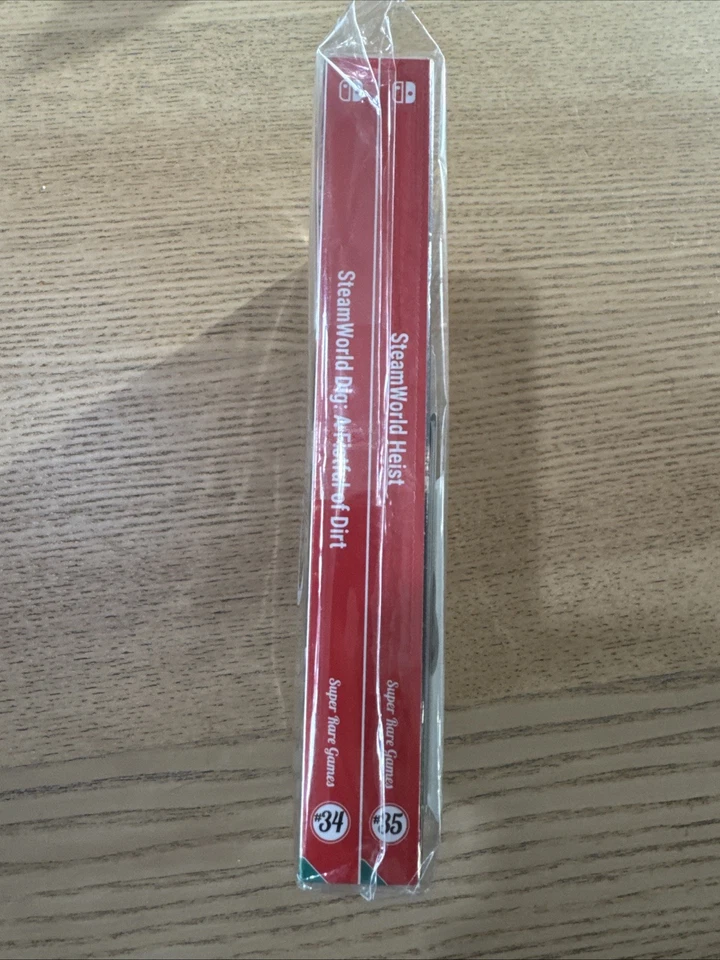 SteamWorld Dig: A Fistful of Dirt
Super Rare Games
#34
SteamWorld Heist
Super Rare Games
#35